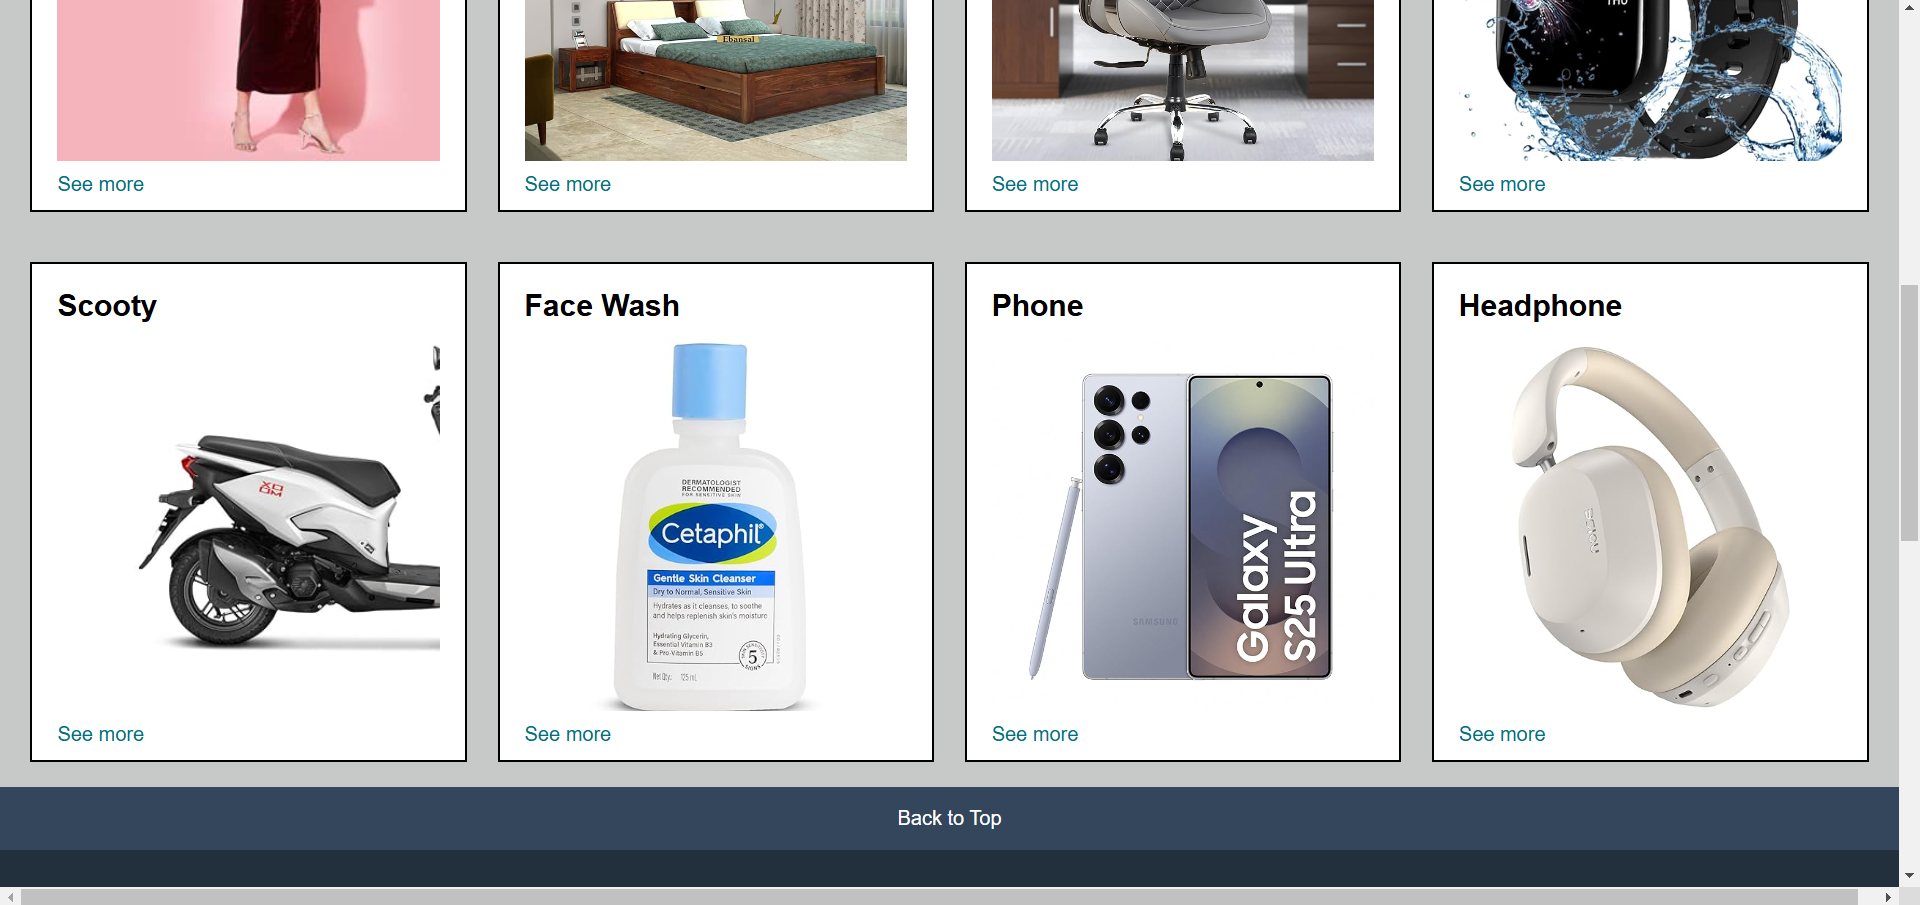 THU
Ebansal
See more
See more
See more
See more
Scooty
Face Wash
Phone
Headphone
XOOM
DERMATOLOGIST
RECOMMENDED
FOR SENSITIVE SKIN
Cetaphil®
Gentle Skin Cleanser
Dry to Normal, Sensitive Skin
Hydrates as it cleanses, to soothe
and helps replenish skin's moisture
Hydrating Glycerin,
Essential Vitamin B3
& Pro-Vitamin B5
5
SIGNS
Net Qty: 125 mL
SAMSUNG
Galaxy
S25 Ultra
See more
See more
See more
See more
Back to Top